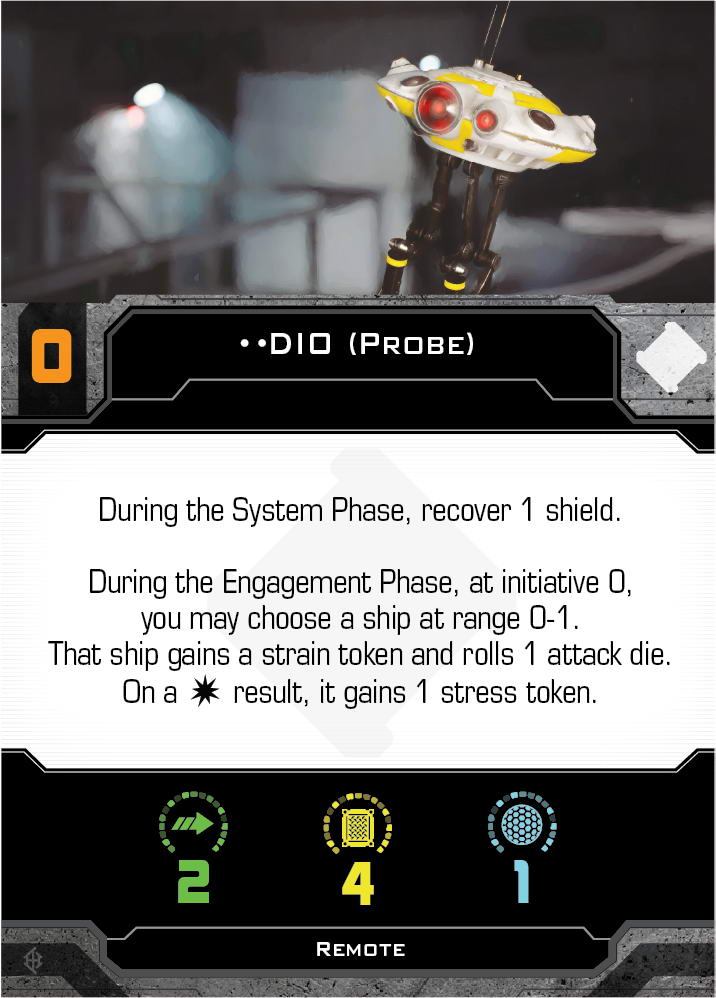 0
••DIO (PROBE)
During the System Phase, recover 1 shield.
During the Engagement Phase, at initiative 0,
you may choose a ship at range 0-1.
That ship gains a strain token and rolls 1 attack die.
On a result, it gains 1 stress token.
2 4 1
REMOTE